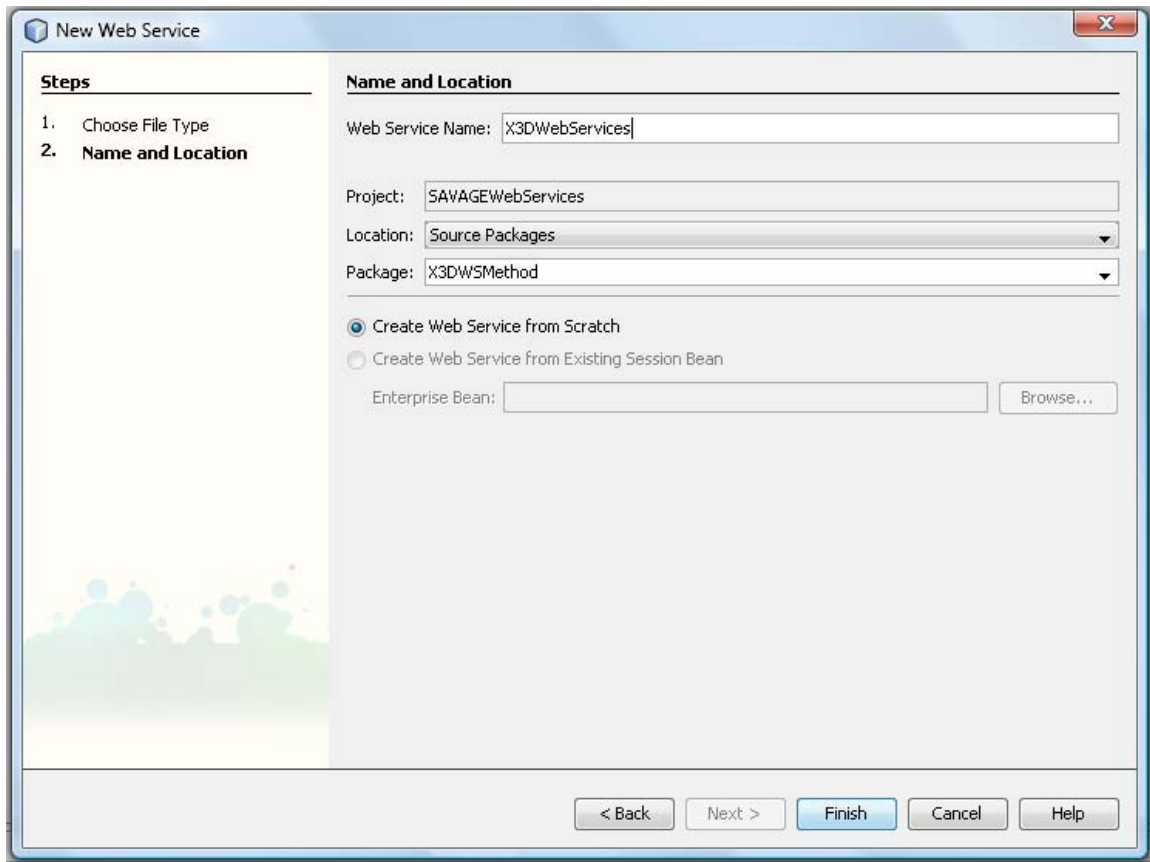 New Web Service
Steps
1. Choose File Type
2. Name and Location
Name and Location
Web Service Name: X3DWebServices
Project: SAVAGEWebServices
Location: Source Packages
Package: X3DWSMethod
Create Web Service from Scratch
Create Web Service from Existing Session Bean
Enterprise Bean: Browse...
< Back Next > Finish Cancel Help